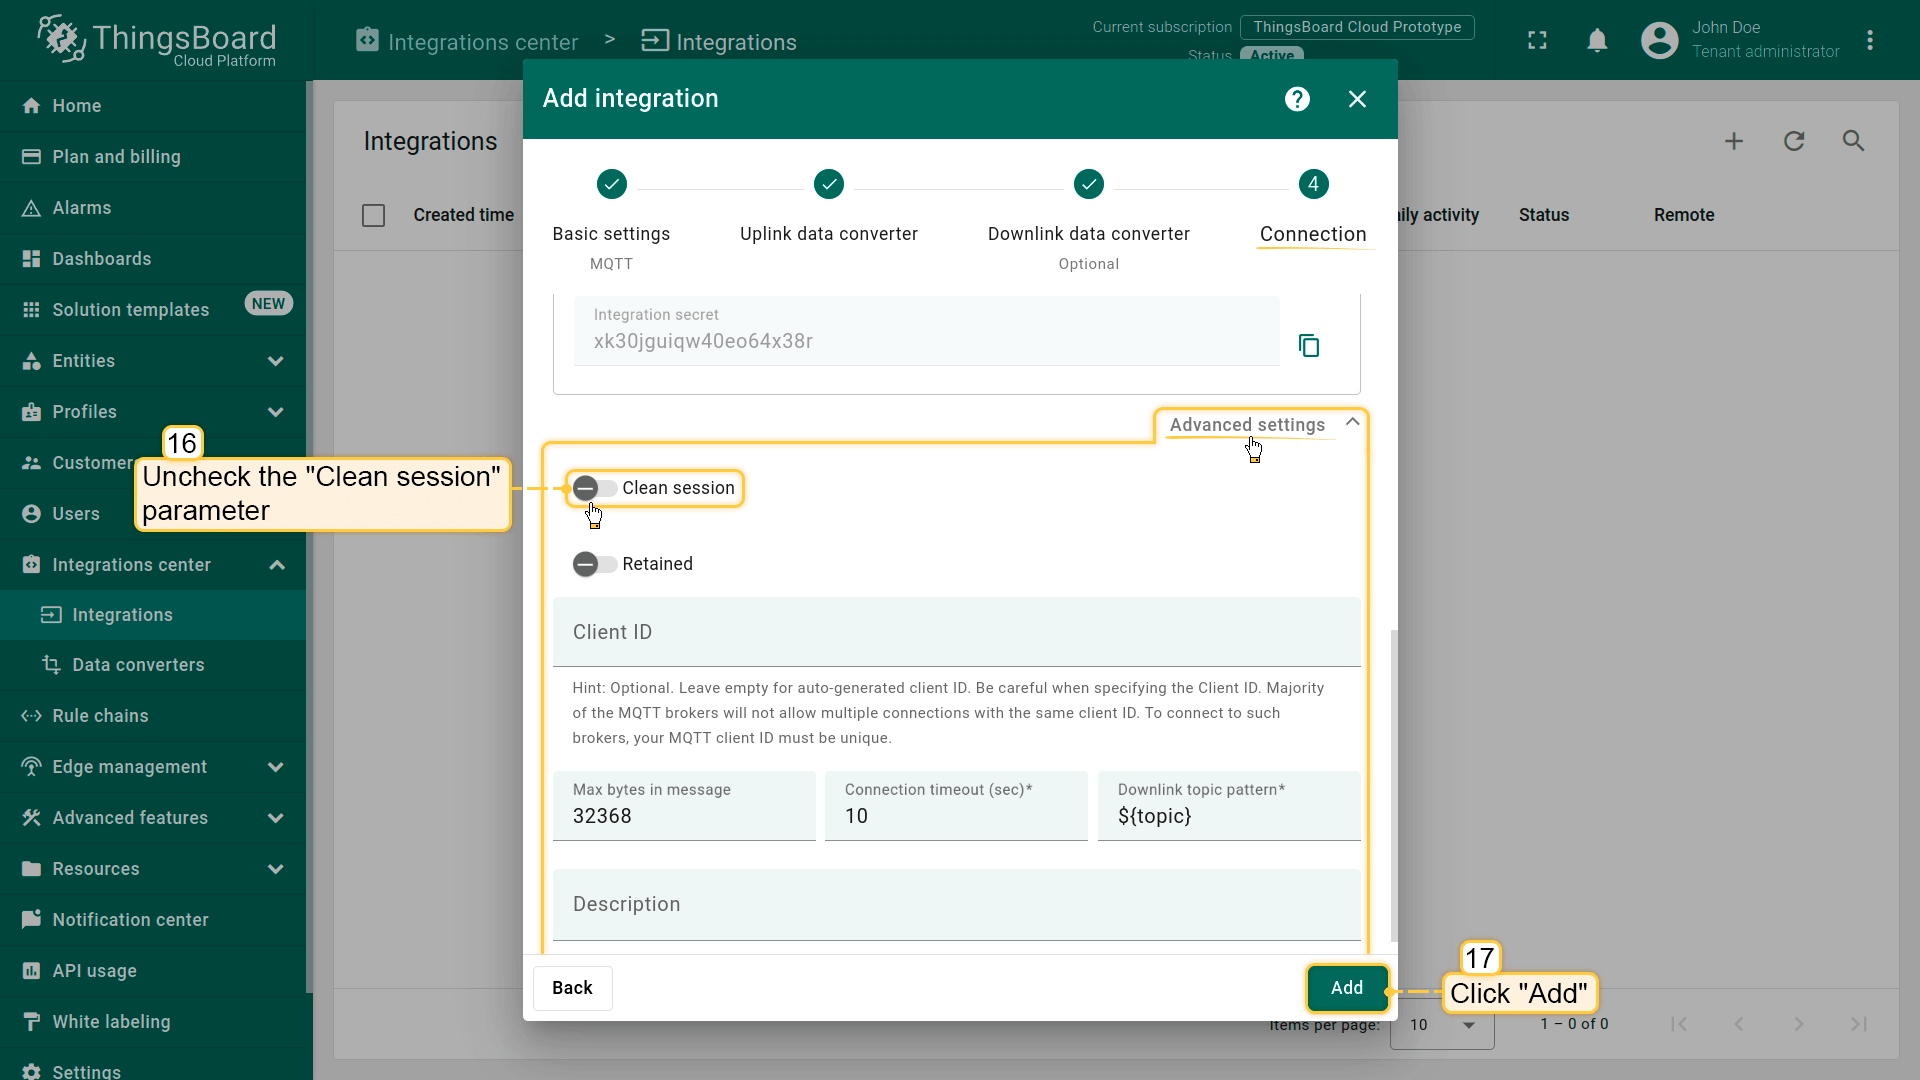 ThingsBoard
Cloud Platform
Integrations center > Integrations
Current subscription ThingsBoard Cloud Prototype
Status Active
John Doe
Tenant administrator
Home
Plan and billing
Alarms
Dashboards
Solution templates NEW
Entities
Profiles
Customer
Users
Integrations center
Integrations
Data converters
Rule chains
Edge management
Advanced features
Resources
Notification center
API usage
White labeling
Settings
Integrations
Created time
ily activity
Status
Remote
Add integration
4
Basic settings
MQTT
Uplink data converter
Downlink data converter
Optional
Connection
Integration secret
xk30jguiqw40eo64x38r
Advanced settings
16
Uncheck the "Clean session"
parameter
Clean session
Retained
Client ID
Hint: Optional. Leave empty for auto-generated client ID. Be careful when specifying the Client ID. Majority
of the MQTT brokers will not allow multiple connections with the same client ID. To connect to such
brokers, your MQTT client ID must be unique.
Max bytes in message
32368
Connection timeout (sec)*
10
Downlink topic pattern*
${topic}
Description
Back
Add
17
Click "Add"
Items per page: 10
1 – 0 of 0